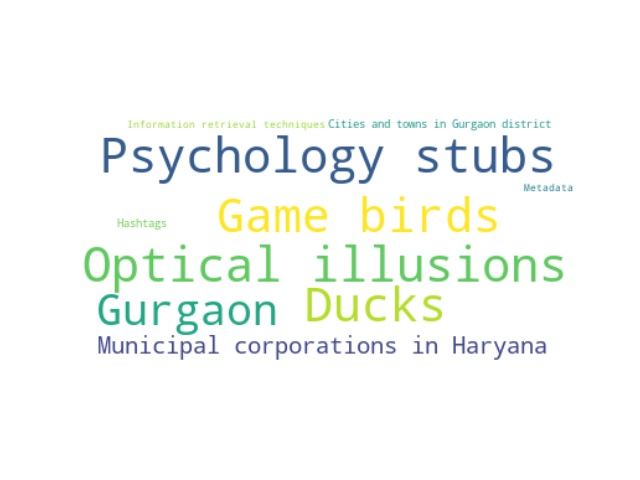 Information retrieval techniques Cities and towns in Gurgaon district
Psychology stubs
Metadata
Game birds
Hashtags
Optical illusions
Gurgaon Ducks
Municipal corporations in Haryana